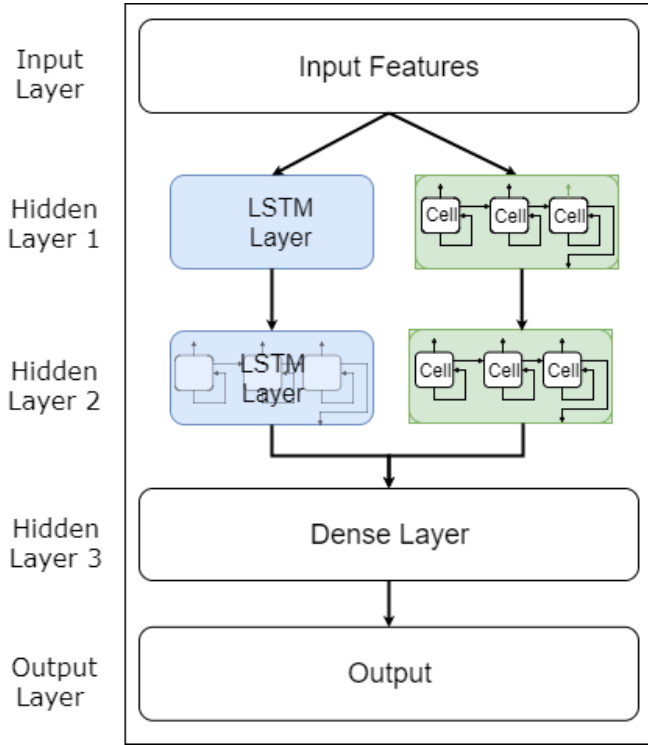 Input
Layer
Input Features
Hidden
Layer 1
LSTM
Layer
Cell
Cell
Cell
Hidden
Layer 2
LSTM
Layer
Cell
Cell
Cell
Hidden
Layer 3
Dense Layer
Output
Layer
Output